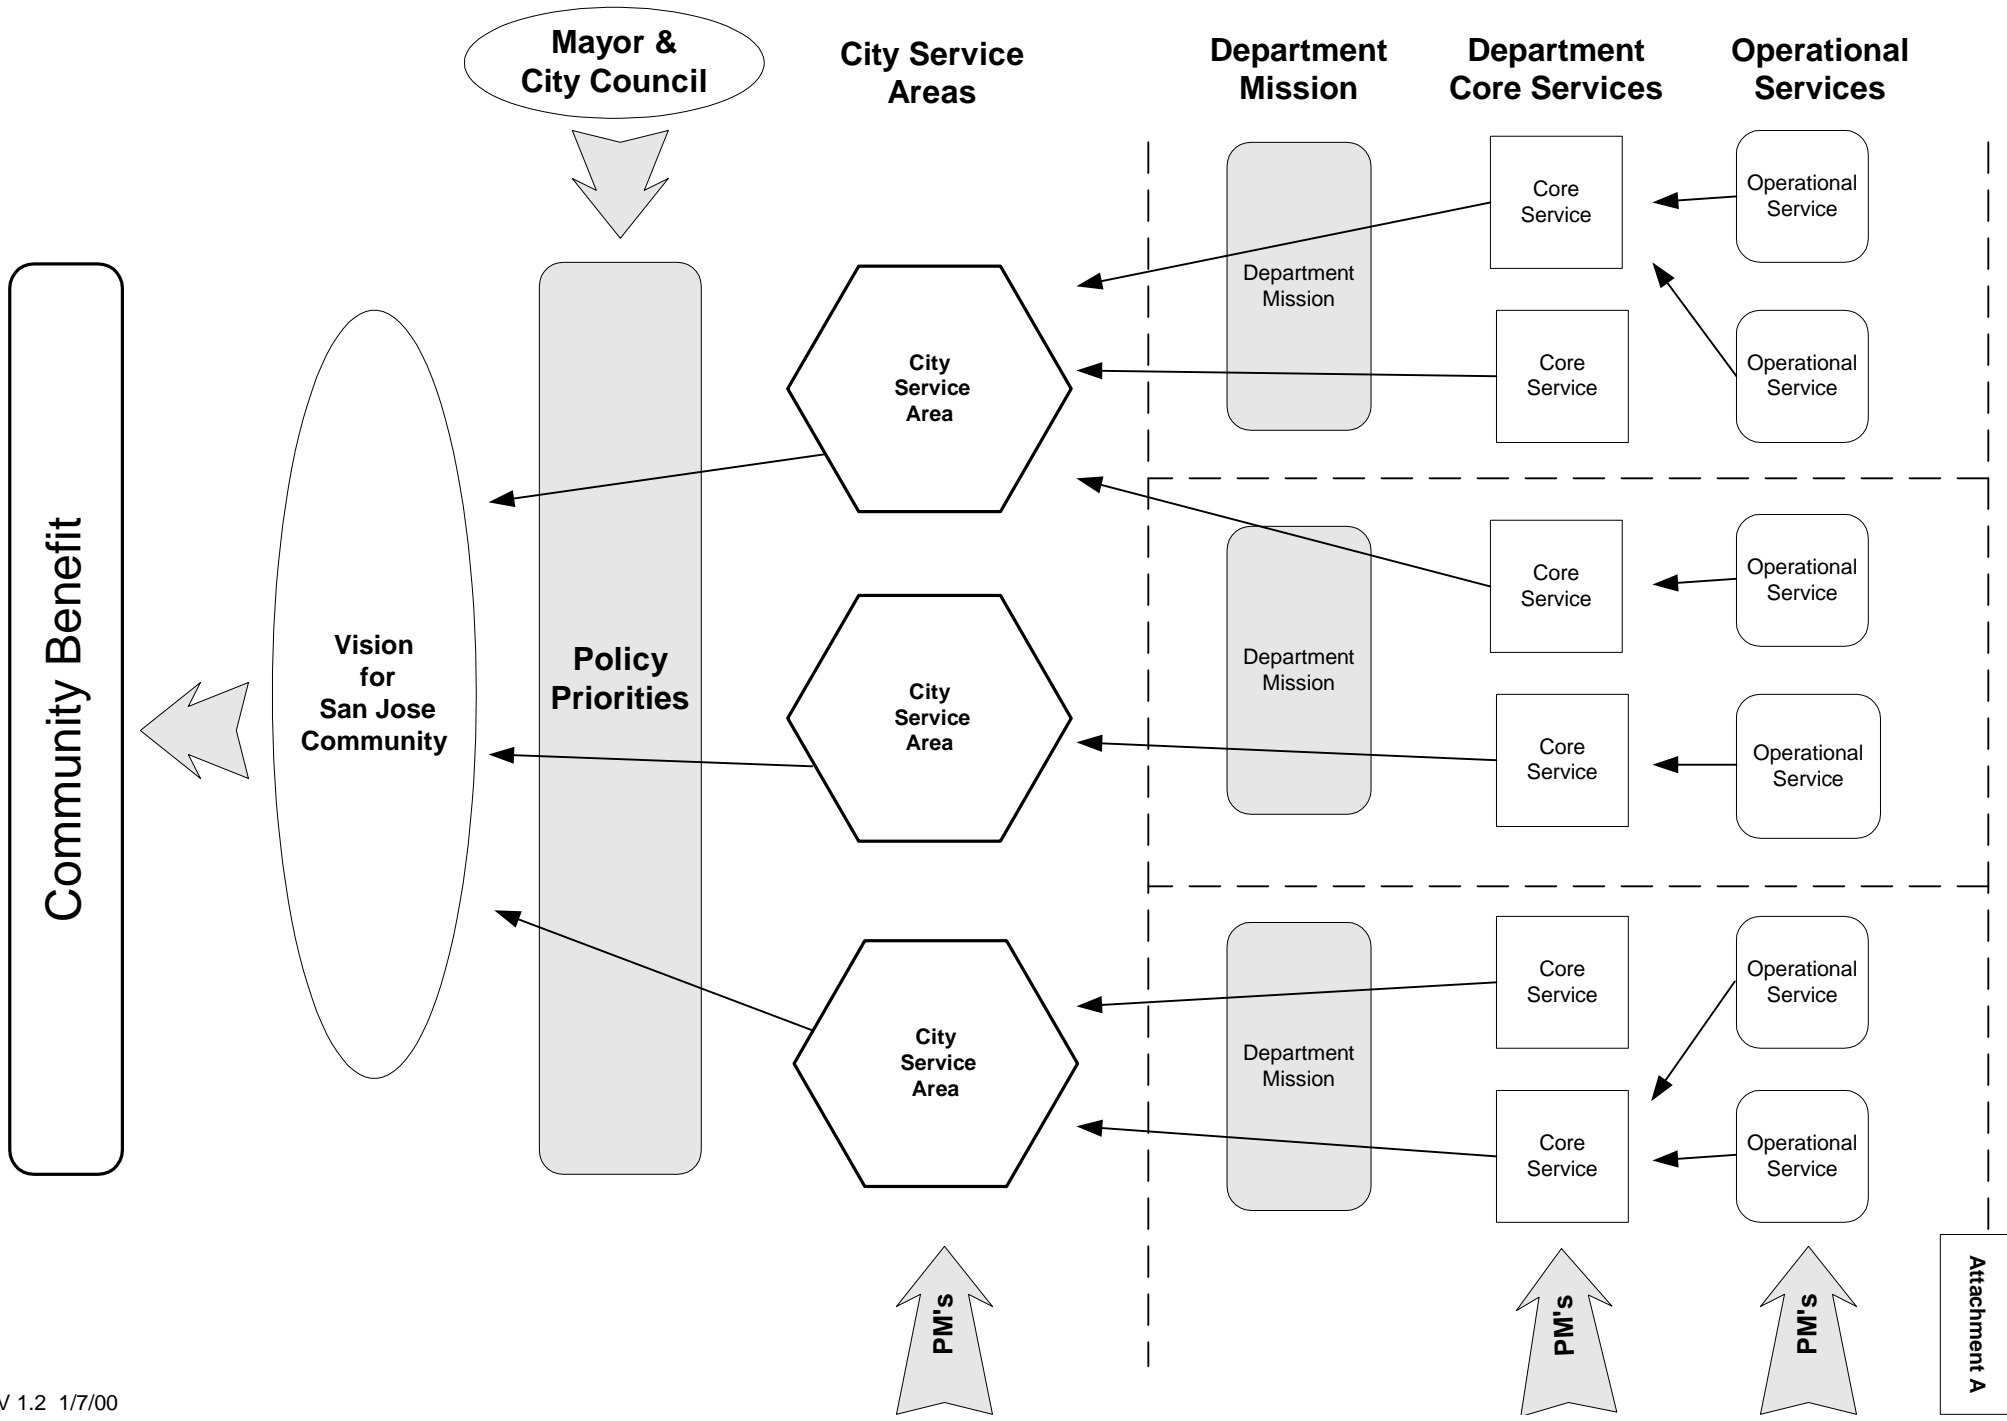 Mayor &
City Council
City Service
Areas
Department
Mission
Department
Core Services
Operational
Services
Community Benefit
Vision
for
San Jose
Community
Policy
Priorities
City
Service
Area
City
Service
Area
City
Service
Area
Department
Mission
Core
Service
Operational
Service
Core
Service
Operational
Service
Department
Mission
Core
Service
Operational
Service
Core
Service
Operational
Service
Department
Mission
Core
Service
Operational
Service
Core
Service
Operational
Service
PM's
PM's
PM's
Attachment A
V 1.2 1/7/00